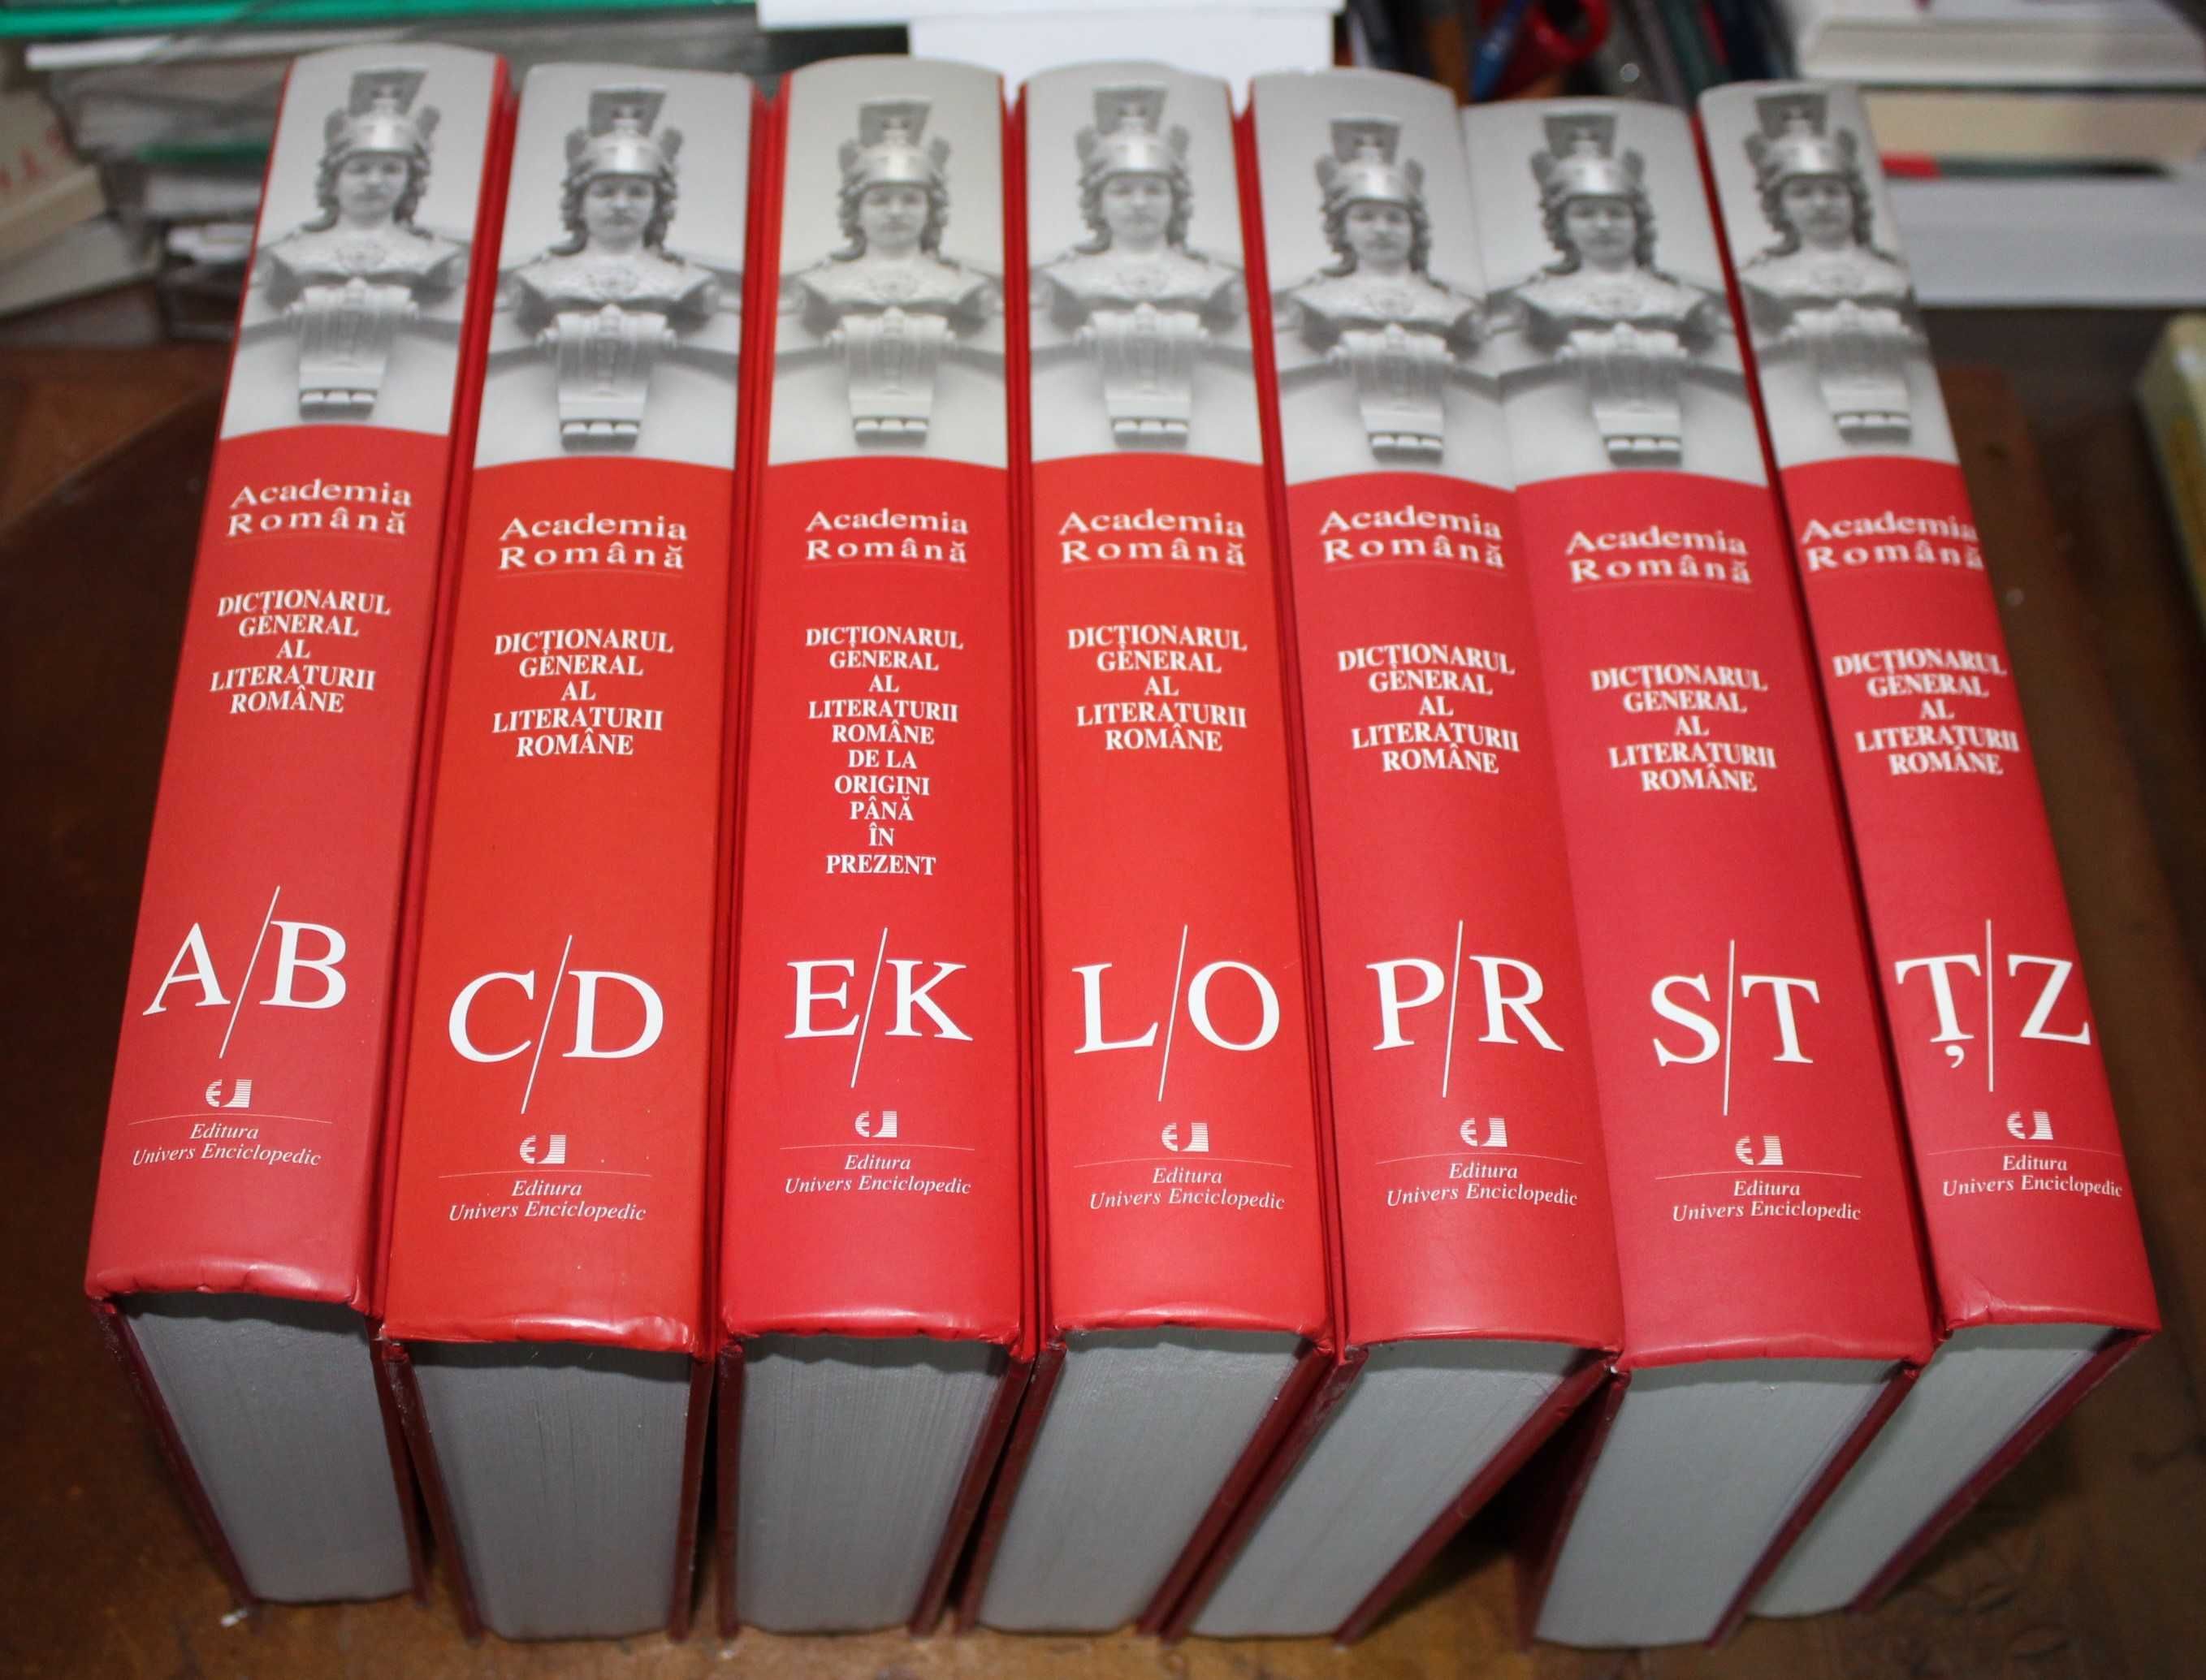 Academia
Română
DICȚIONARUL
GENERAL
AL
LITERATURII
ROMÂNE
A/B
Editura
Univers Enciclopedic
Academia
Română
DICȚIONARUL
GENERAL
AL
LITERATURII
ROMÂNE
C/D
Editura
Univers Enciclopedic
Academia
Română
DICȚIONARUL
GENERAL
AL
LITERATURII
ROMÂNE
DE LA
ORIGINI
PÂNĂ
ÎN
PREZENT
E/K
Editura
Univers Enciclopedic
Academia
Română
DICȚIONARUL
GENERAL
AL
LITERATURII
ROMÂNE
L/O
Editura
Univers Enciclopedic
Academia
Română
DICȚIONARUL
GENERAL
AL
LITERATURII
ROMÂNE
P/R
Editura
Univers Enciclopedic
Academia
Română
DICȚIONARUL
GENERAL
AL
LITERATURII
ROMÂNE
S/T
Editura
Univers Enciclopedic
Academia
Română
DICȚIONARUL
GENERAL
AL
LITERATURII
ROMÂNE
Ț/Z
Editura
Univers Enciclopedic